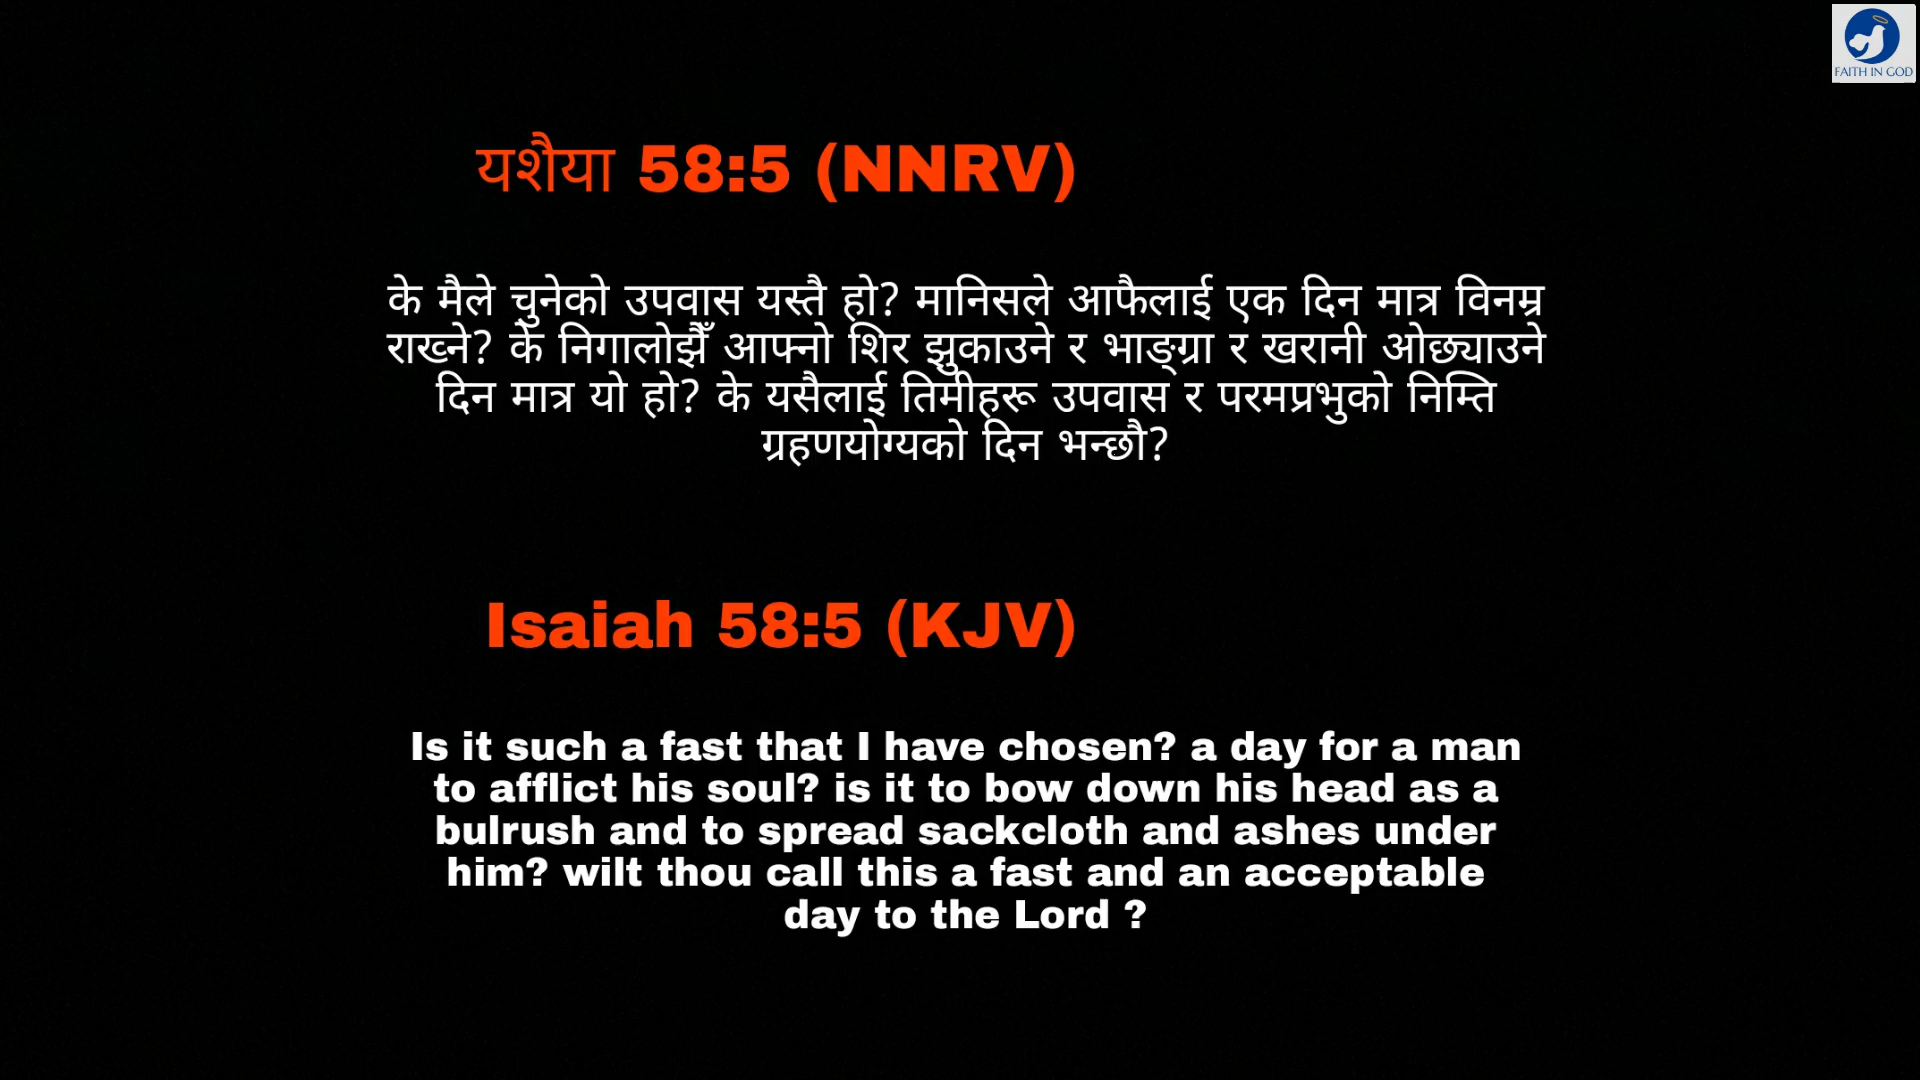 FAITH IN GOD
यशैया 58:5 (NNRV)
के मैले चुनेको उपवास यस्तै हो? मानिसले आफैलाई एक दिन मात्र विनम्र
राख्ने? के निगालोझैँ आफ्नो शिर झुकाउने र भाङ्ग्रा र खरानी ओछ्याउने
दिन मात्र यो हो? के यसैलाई तिमीहरू उपवास र परमप्रभुको निम्ति
ग्रहणयोग्यको दिन भन्छौ?
Isaiah 58:5 (KJV)
Is it such a fast that I have chosen? a day for a man
to afflict his soul? is it to bow down his head as a
bulrush and to spread sackcloth and ashes under
him? wilt thou call this a fast and an acceptable
day to the Lord ?